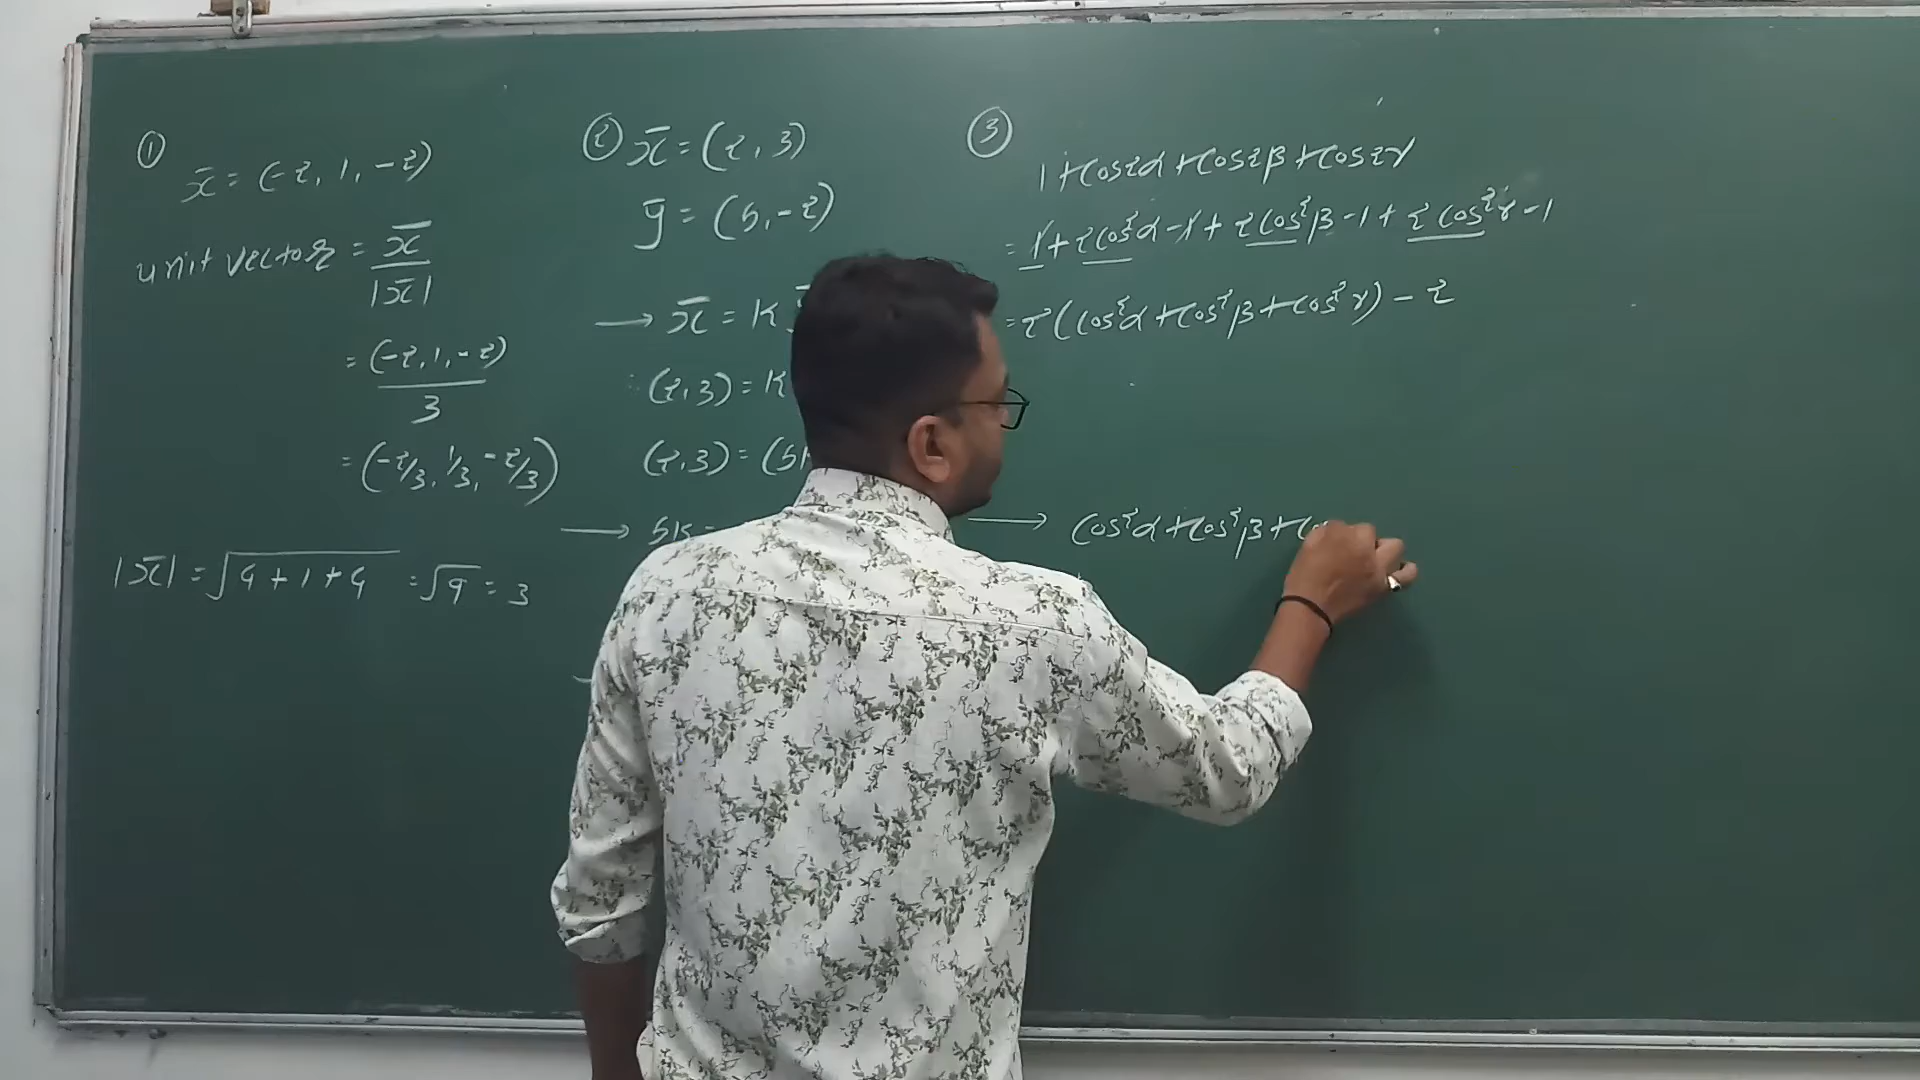 ①
x̄ = (-2, 1, -2)
unit vector = x̄ / |x̄|
= (-2, 1, -2) / 3
= (-2/3, 1/3, -2/3)
|x̄| = √(4 + 1 + 4) = √9 = 3
② x̄ = (2, 3)
ȳ = (5, -2)
→ x̄ = k
(2, 3) = k
(2, 3) = (5k
→ 5k =
③
1 + cos2α + cos2β + cos2γ
= 1 + 2cos²α - 1 + 2cos²β - 1 + 2cos²γ - 1
= 2(cos²α + cos²β + cos²γ) - 2
→ cos²α + cos²β + co